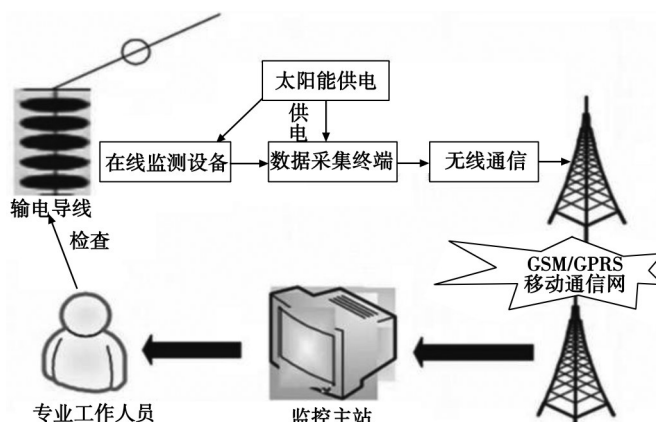 太阳能供电
供
电
在线监测设备
数据采集终端
无线通信
输电导线
检查
GSM/GPRS
移动通信网
专业工作人员
监控主站